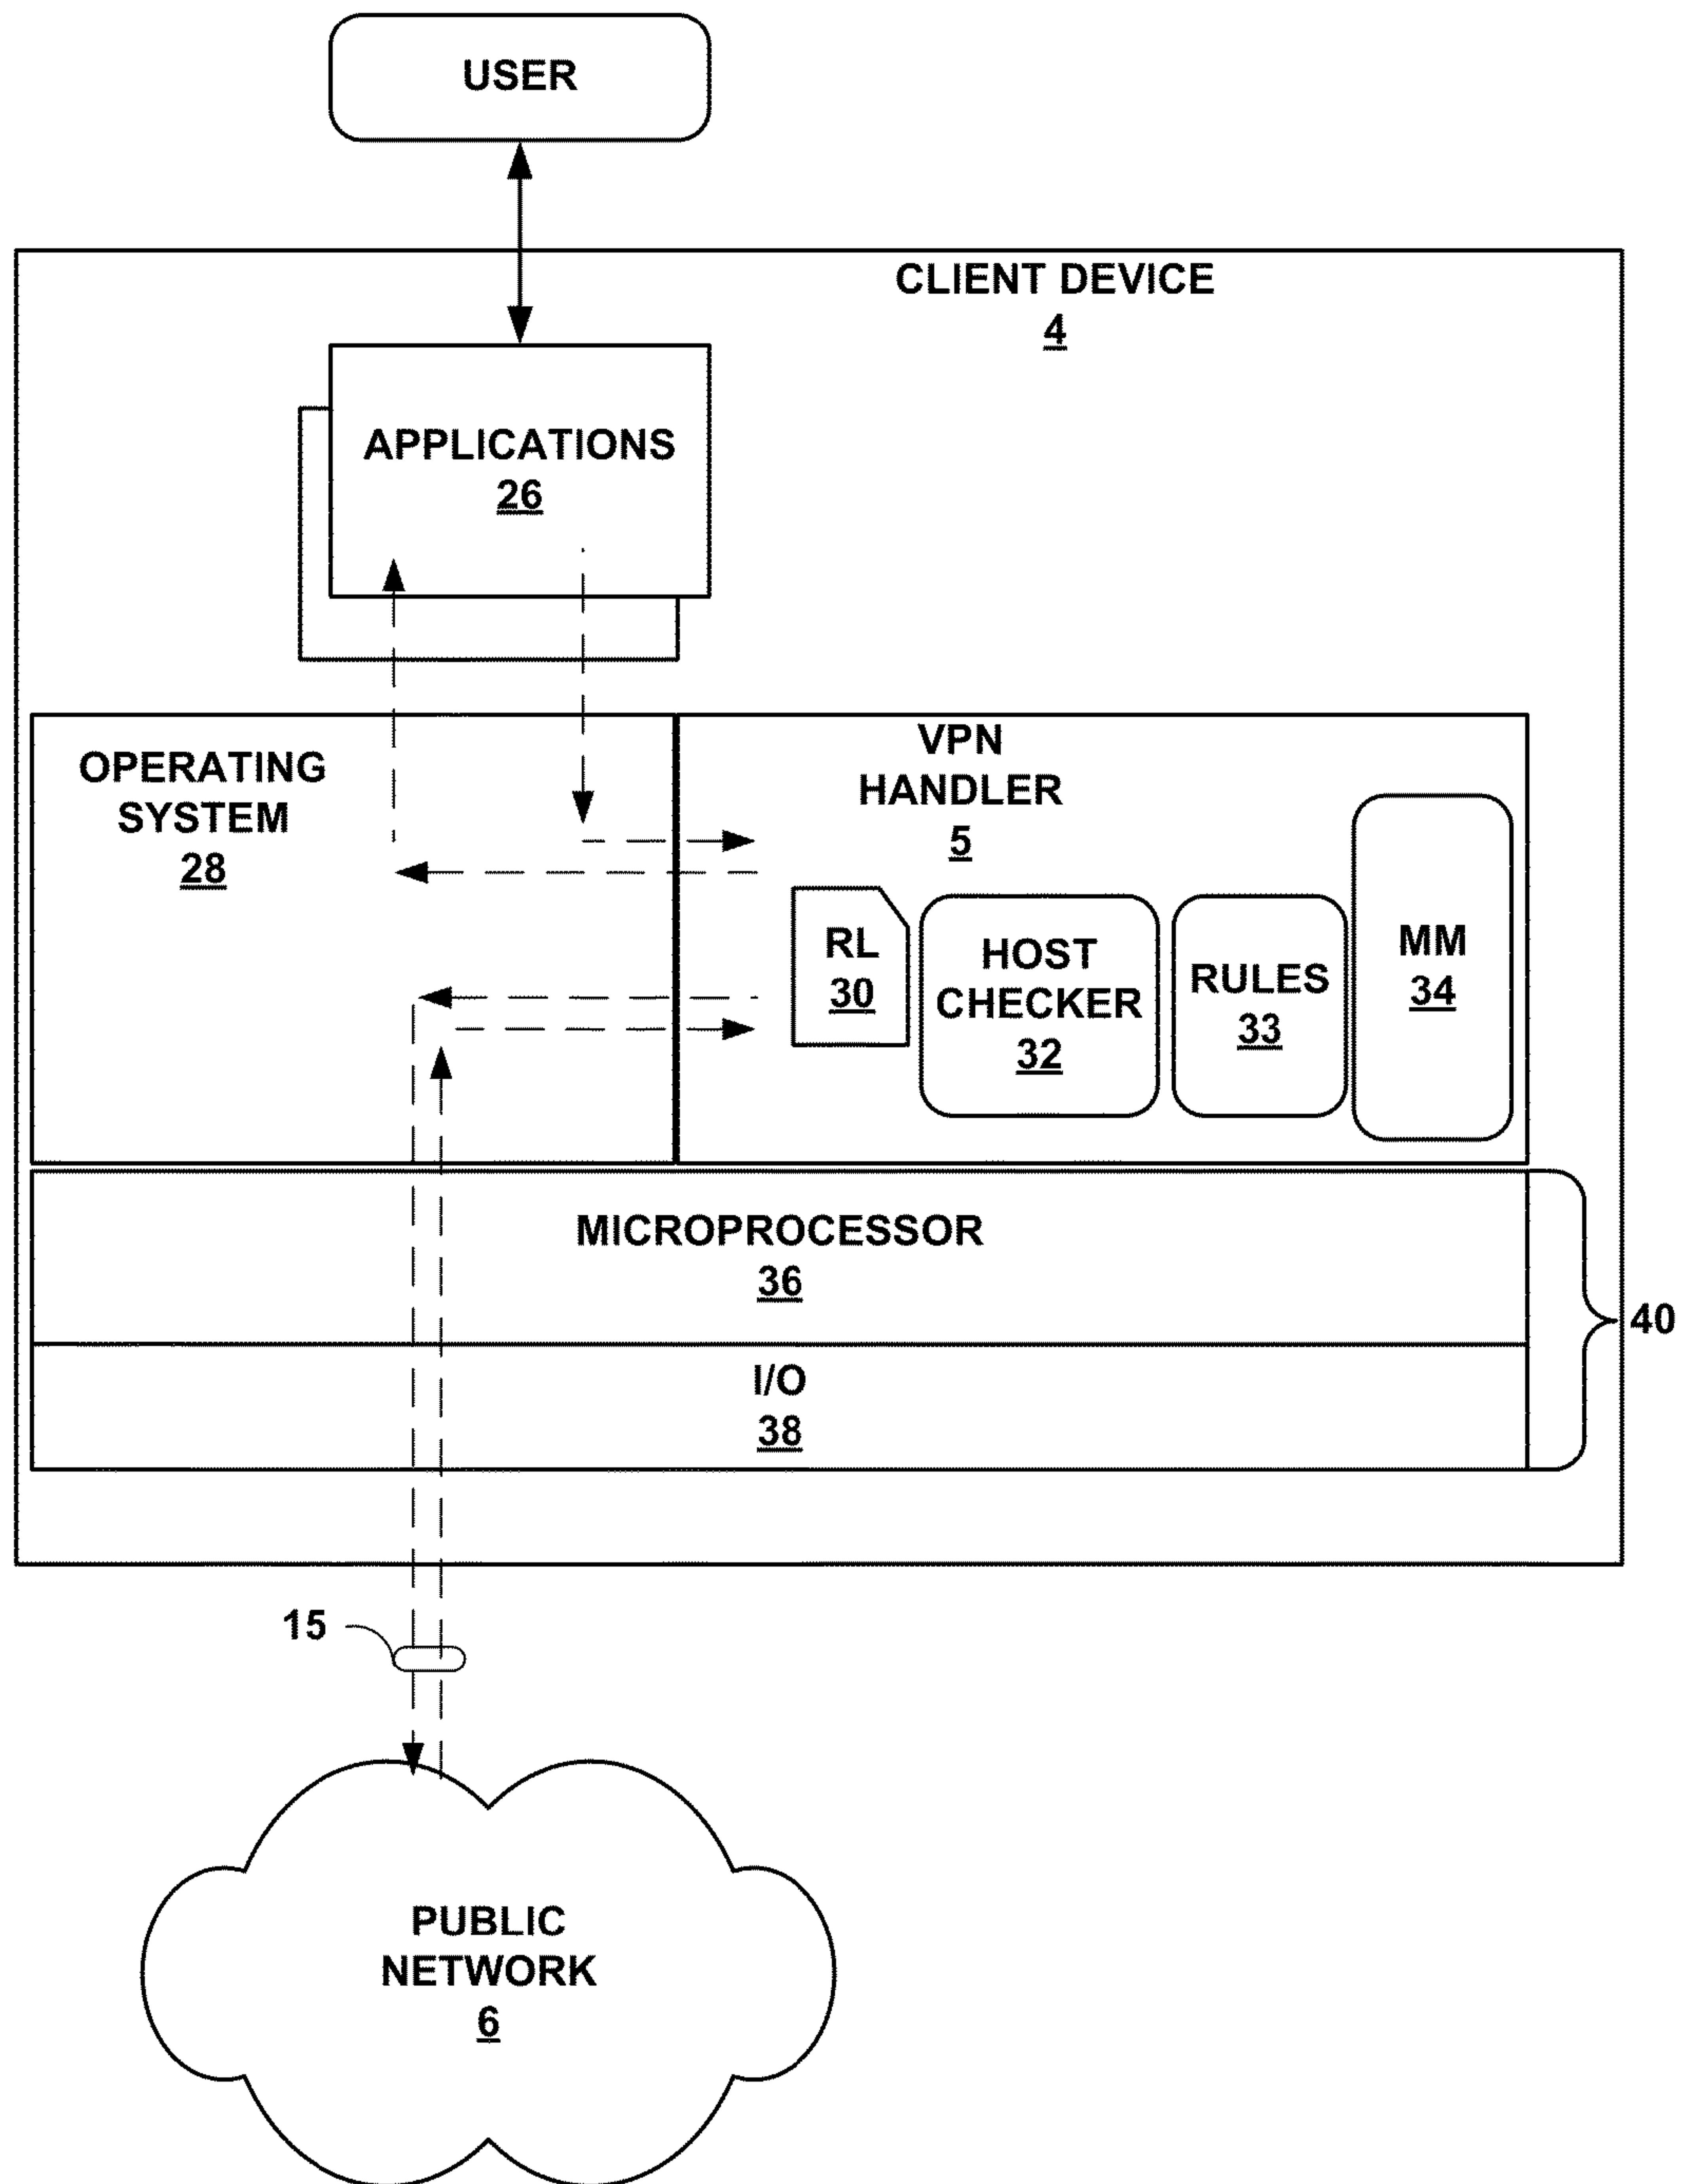 USER
CLIENT DEVICE
4
APPLICATIONS
26
OPERATING
SYSTEM
28
VPN
HANDLER
5
RL
30
HOST
CHECKER
32
RULES
33
MM
34
MICROPROCESSOR
36
I/O
38
40
15
PUBLIC
NETWORK
6